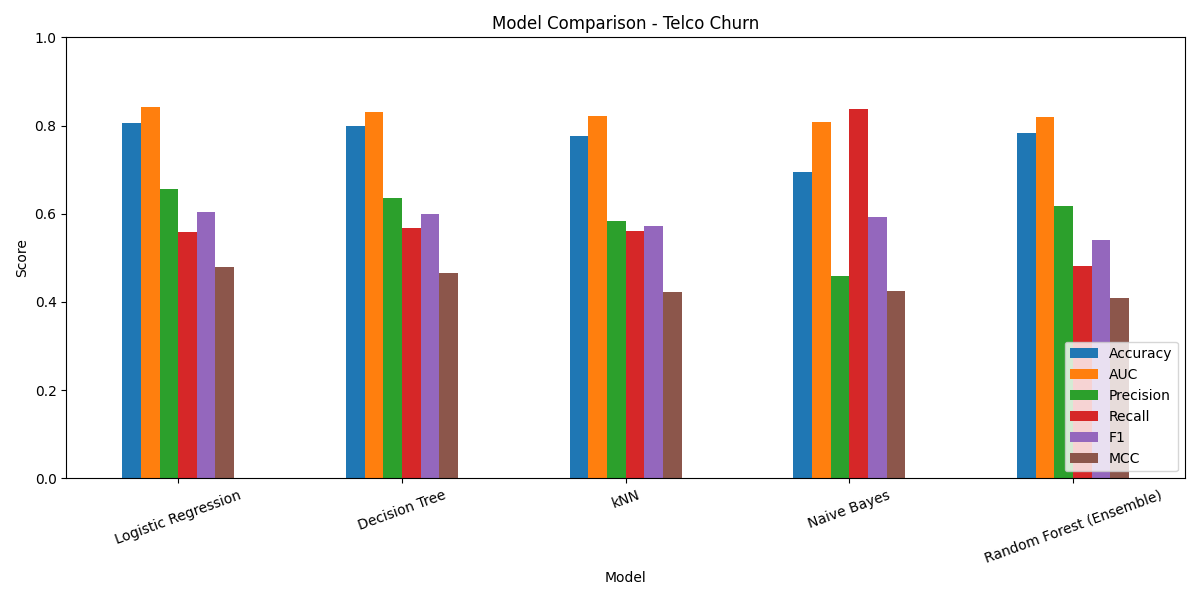 Model Comparison - Telco Churn
1.0
0.8
0.6
0.4
0.2
0.0
Score
Accuracy
AUC
Precision
Recall
F1
MCC
Logistic Regression
Decision Tree
kNN
Naive Bayes
Random Forest (Ensemble)
Model